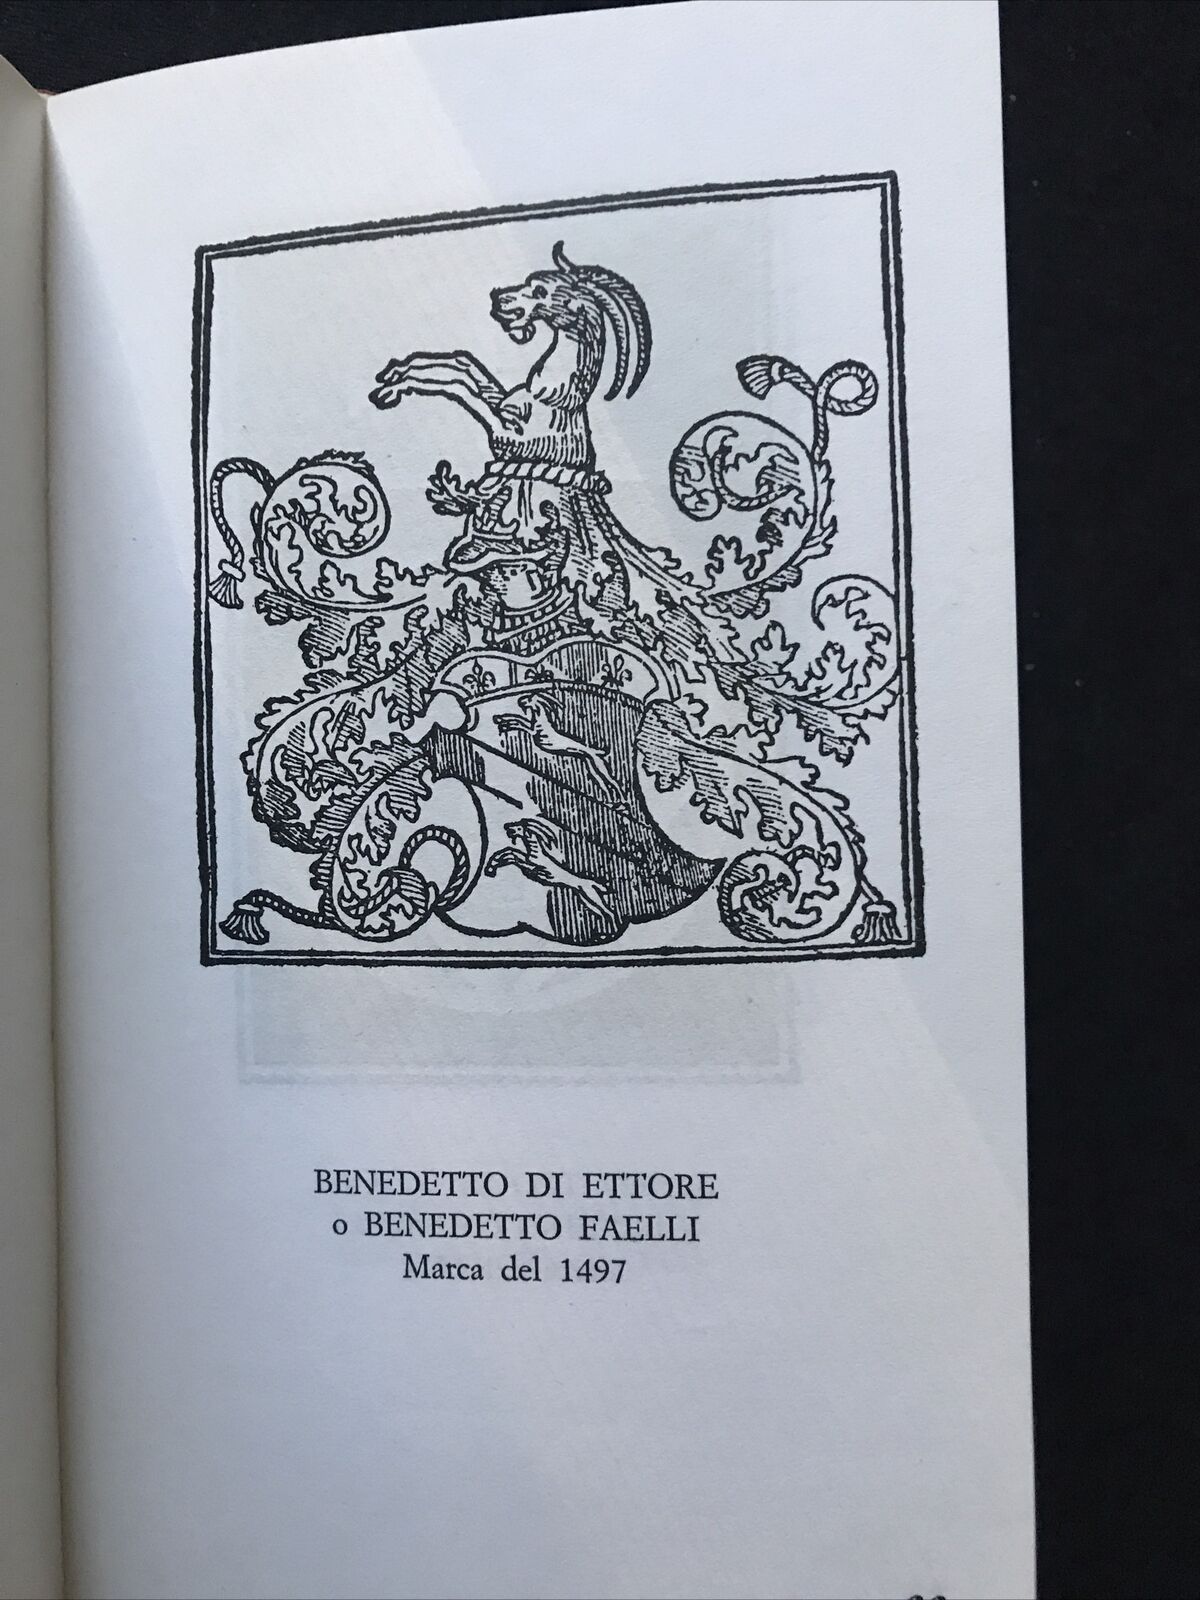 BENEDETTO DI ETTORE
o BENEDETTO FAELLI
Marca del 1497